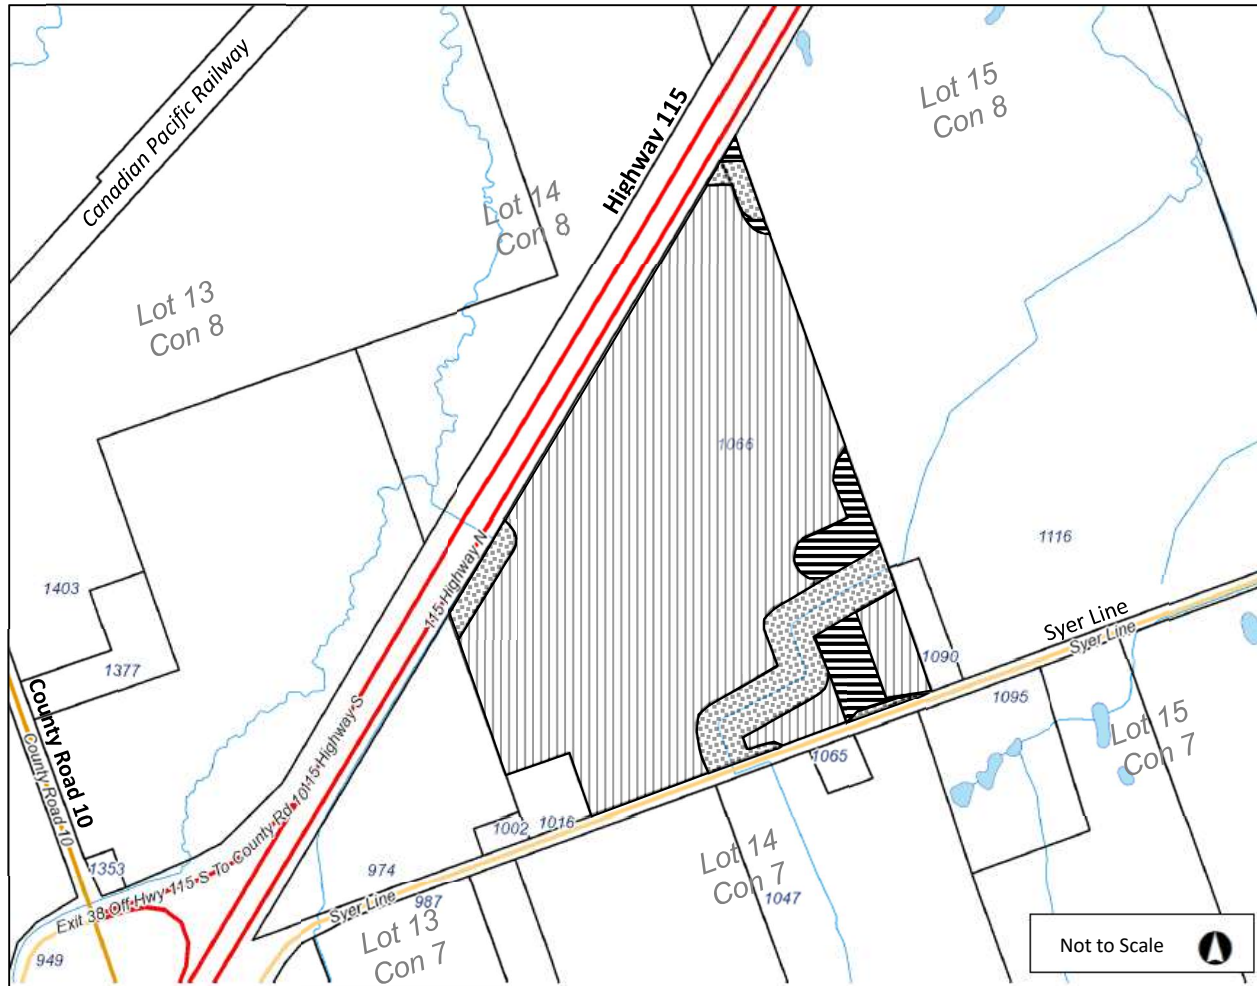 Canadian Pacific Railway
Highway 115
Lot 15
Con 8
Lot 14
Con 8
Lot 13
Con 8
1066
1116
115 Highway N
1403
1377
Syer Line
Syer Line
1090
1095
County Road 10
County Road 10
115 Highway S
Lot 15
Con 7
1065
1002
1016
Exit 38 Off Hwy 115 S To County Rd 10
1353
974
Lot 14
Con 7
1047
987
Syer Line
Lot 13
Con 7
949
Not to Scale